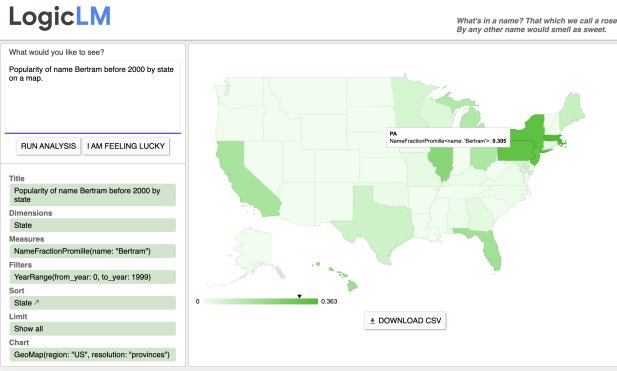 LogicLM
What's in a name? That which we call a rose
By any other name would smell as sweet.
What would you like to see?
Popularity of name Bertram before 2000 by state
on a map.
RUN ANALYSIS
I AM FEELING LUCKY
Title
Popularity of name Bertram before 2000 by
state
Dimensions
State
Measures
NameFractionPromille(name: "Bertram")
Filters
YearRange(from_year: 0, to_year: 1999)
Sort
State ↗
Limit
Show all
Chart
GeoMap(region: "US", resolution: "provinces")
PA
NameFractionPromille<name: "Bertram">: 0.305
0
0.363
DOWNLOAD CSV